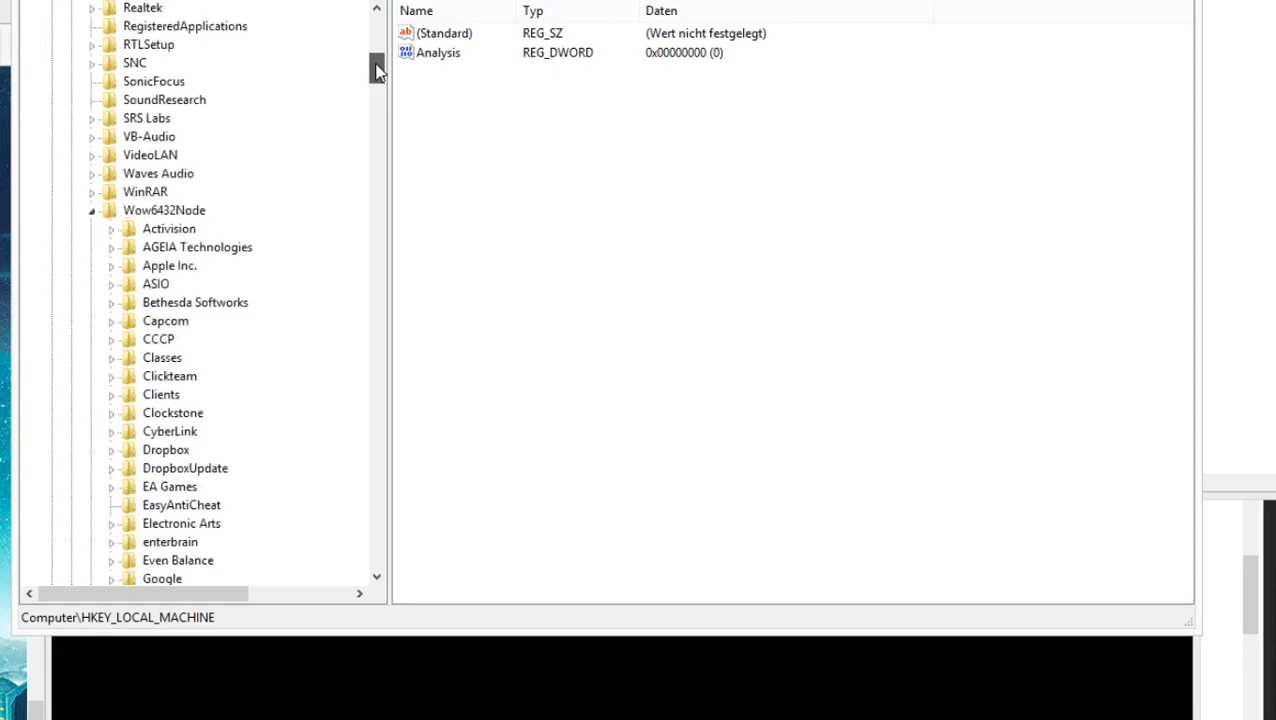 Name Typ Daten
(Standard) REG_SZ (Wert nicht festgelegt)
Analysis REG_DWORD 0x00000000 (0)
Realtek
RegisteredApplications
RTLSetup
SNC
SonicFocus
SoundResearch
SRS Labs
VB-Audio
VideoLAN
Waves Audio
WinRAR
Wow6432Node
Activision
AGEIA Technologies
Apple Inc.
ASIO
Bethesda Softworks
Capcom
CCCP
Classes
Clickteam
Clients
Clockstone
CyberLink
Dropbox
DropboxUpdate
EA Games
EasyAntiCheat
Electronic Arts
enterbrain
Even Balance
Google
Computer\HKEY_LOCAL_MACHINE